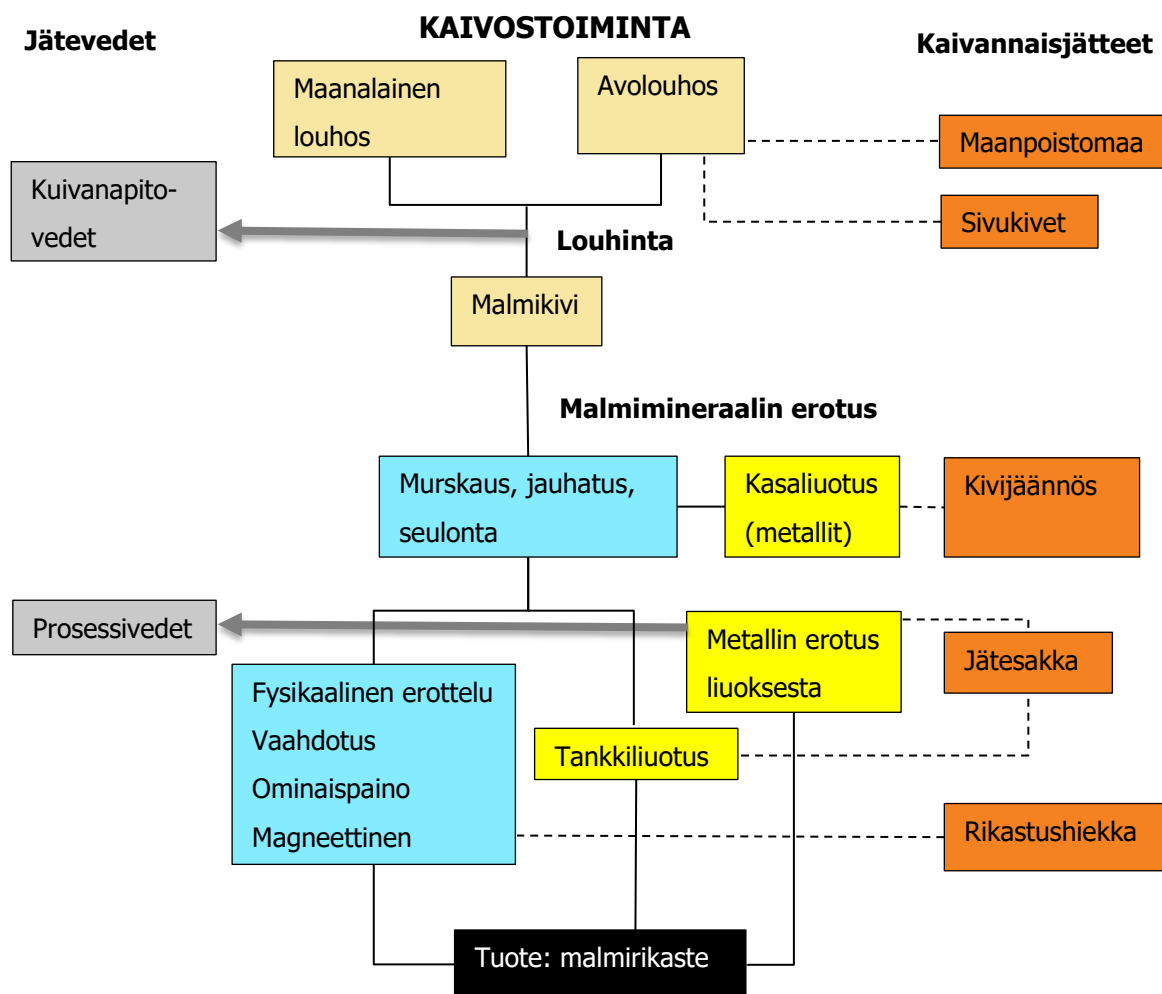 KAIVOSTOIMINTA
Jätevedet
Kaivannaisjätteet
Maanalainen
louhos
Avolouhos
Maanpoistomaa
Kuivanapito-
vedet
Sivukivet
Louhinta
Malmikivi
Malmimineraalin erotus
Murskaus, jauhatus,
seulonta
Kasaliuotus
(metallit)
Kivijäännös
Prosessivedet
Metallin erotus
liuoksesta
Jätesakka
Fysikaalinen erottelu
Vaahdotus
Ominaispaino
Magneettinen
Tankkiliuotus
Rikastushiekka
Tuote: malmirikaste